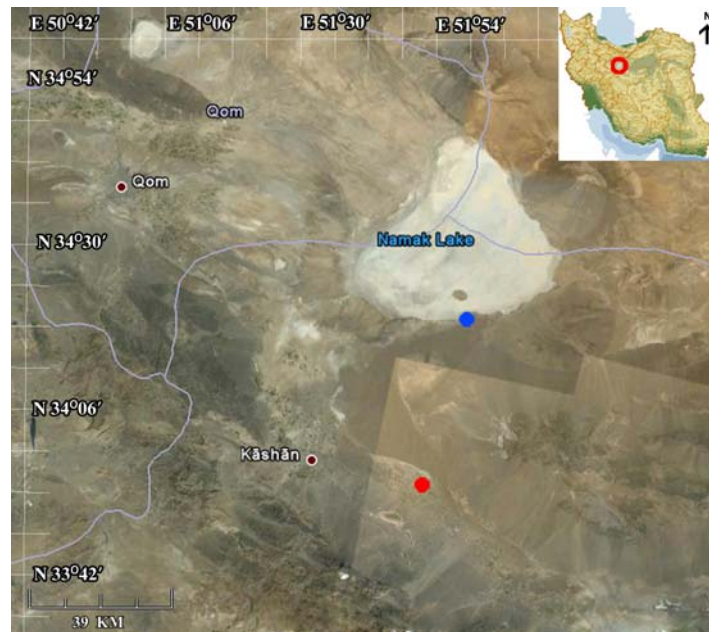 E 50°42′ E 51°06′ E 51°30′ E 51°54′
N
N 34°54′
Qom
Qom
N 34°30′
Namak Lake
N 34°06′
Kāshān
N 33°42′
39 KM